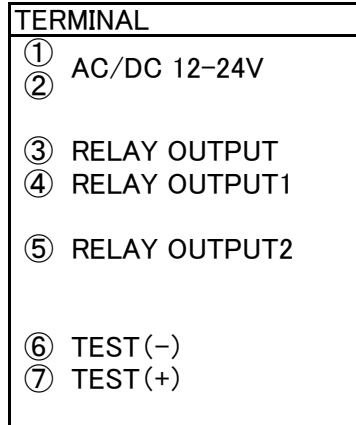 TERMINAL
①
AC/DC 12-24V
②
③ RELAY OUTPUT
④ RELAY OUTPUT1
⑤ RELAY OUTPUT2
⑥ TEST(-)
⑦ TEST(+)